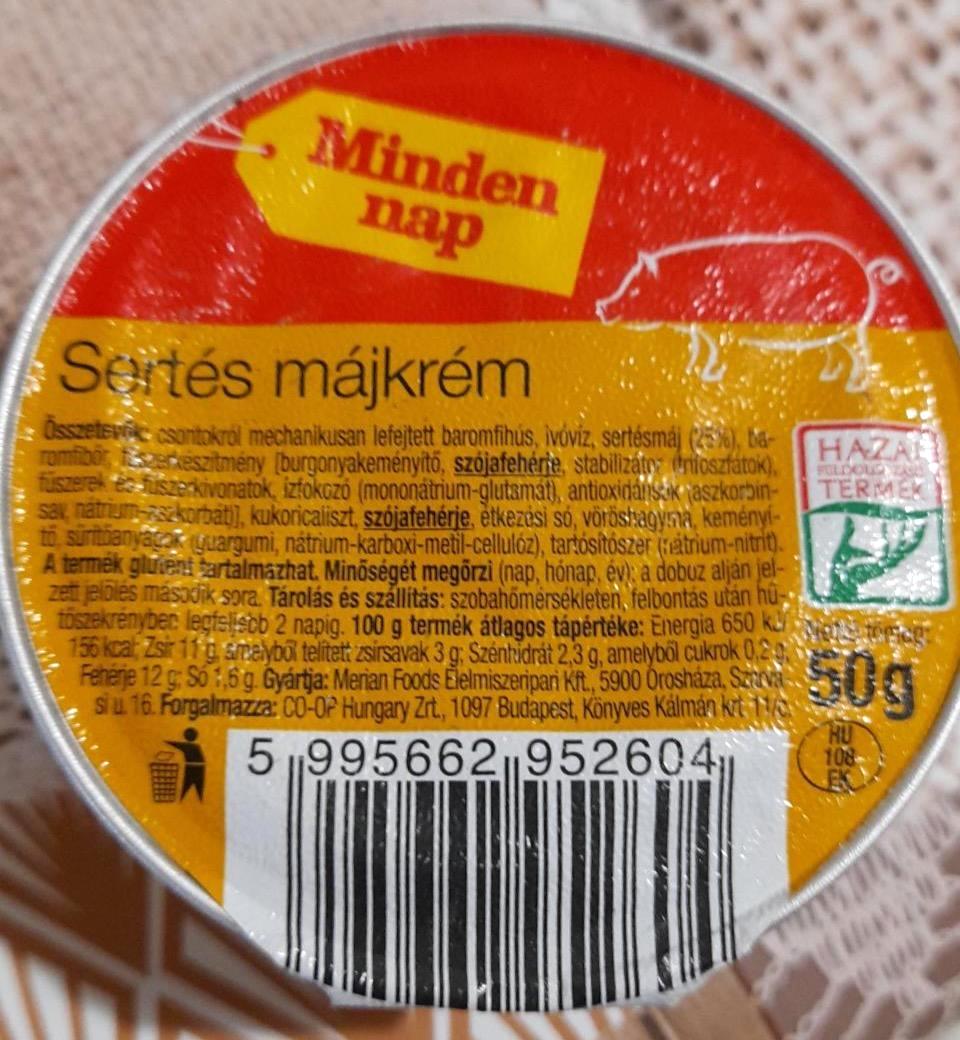 Minden
nap
Sertés májkrém
Összetevők: csontokról mechanikusan lefejtett baromfihús, ivóvíz, sertésmáj (25%), ba-
romfibőr, fűszerkészítmény [burgonyakeményítő, szójafehérje, stabilizátor (trifoszfátok),
fűszerek és fűszerkivonatok, ízfokozó (mononátrium-glutamát), antioxidánsok (aszkorbin-
sav, nátrium-aszkorbát)], kukoricaliszt, szójafehérje, étkezési só, vöröshagyma, keményí-
tő, sűrítőanyagok (guargumi, nátrium-karboxi-metil-cellulóz), tartósítószer (nátrium-nitrit).
A termék glutént tartalmazhat. Minőségét megőrzi (nap, hónap, év): a doboz alján jel-
zett jelölés második sora. Tárolás és szállítás: szobahőmérsékleten, felbontás után hű-
tőszekrényben legfeljebb 2 napig. 100 g termék átlagos tápértéke: Energia 650 kJ/
156 kcal; Zsír 11 g, amelyből telített zsírsavak 3 g; Szénhidrát 2,3 g, amelyből cukrok 0,2 g,
Fehérje 12 g; Só 1,6 g. Gyártja: Merian Foods Élelmiszeripari Kft., 5900 Orosháza, Szarva-
si u. 16. Forgalmazza: CO-OP Hungary Zrt., 1097 Budapest, Könyves Kálmán krt. 11/c.
HAZAI
FELDOLGOZÁSÚ
TERMÉK
Nettó tömeg:
50g
HU
108
EK
5 995662 952604